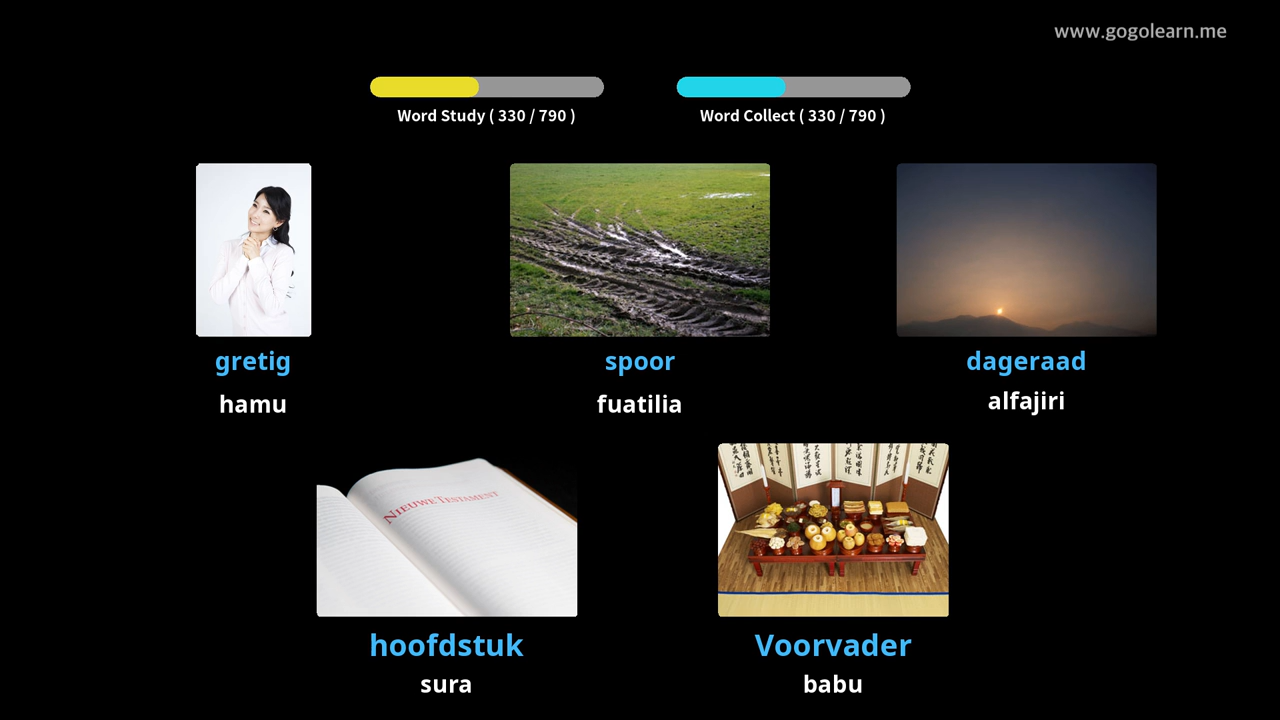 www.gogolearn.me
Word Study ( 330 / 790 )
Word Collect ( 330 / 790 )
gretig
spoor
dageraad
hamu
fuatilia
alfajiri
NIEUWE TESTAMENT
hoofdstuk
Voorvader
sura
babu